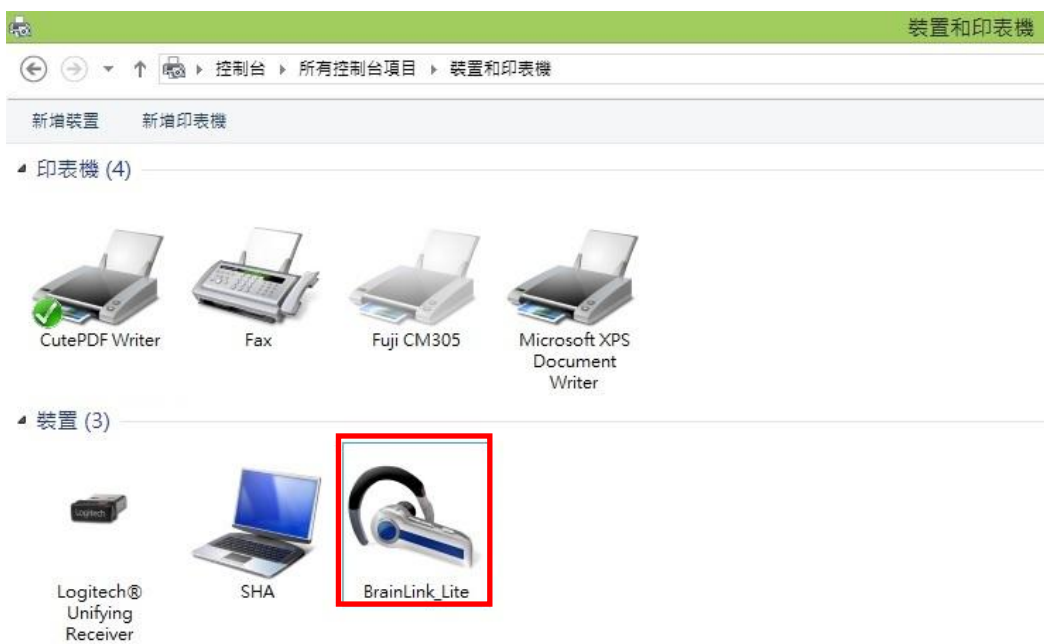 裝置和印表機
控制台 ▸ 所有控制台項目 ▸ 裝置和印表機
新增裝置 新增印表機
印表機 (4)
CutePDF Writer Fax Fuji CM305 Microsoft XPS
Document
Writer
裝置 (3)
Logitech
Logitech® SHA BrainLink_Lite
Unifying
Receiver